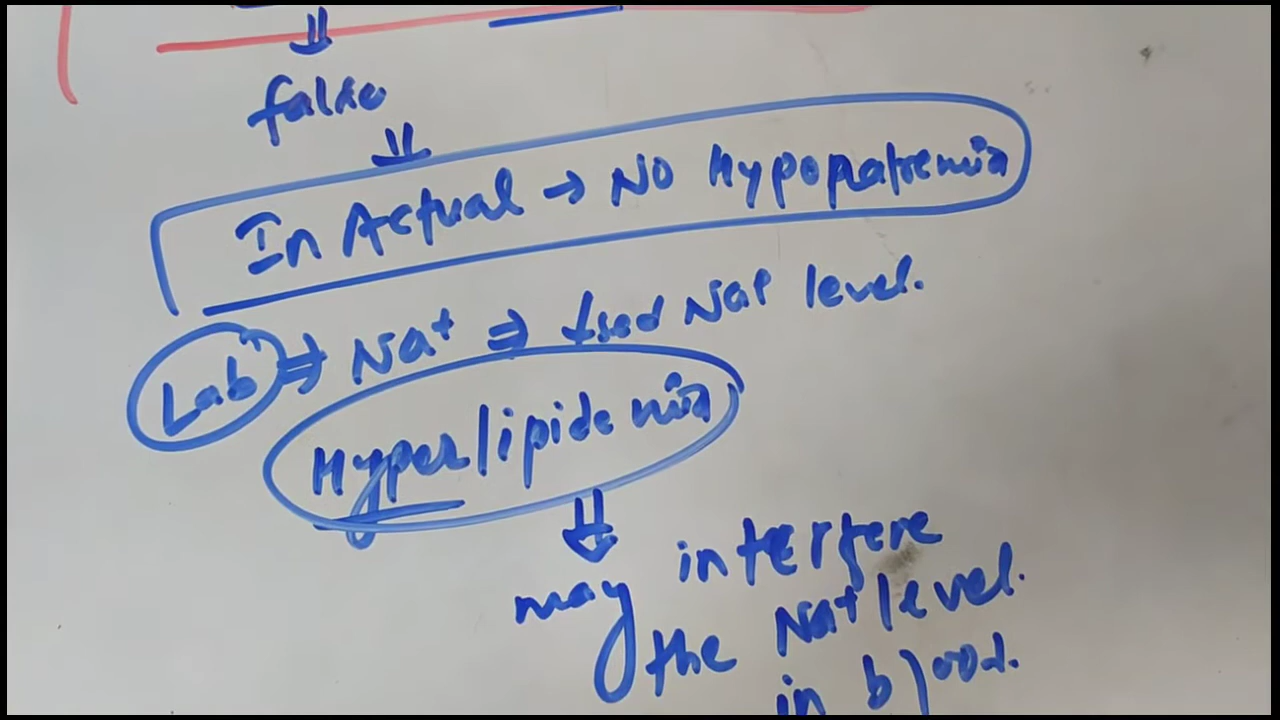 ⇓
false
⇓
In Actual → No Hyponatremia
Lab" ⇒ Na+ ⇒ ↓sed Na+ level.
Hyperlipidemia
⇓
may interfere
the Na+ level.
in blood.